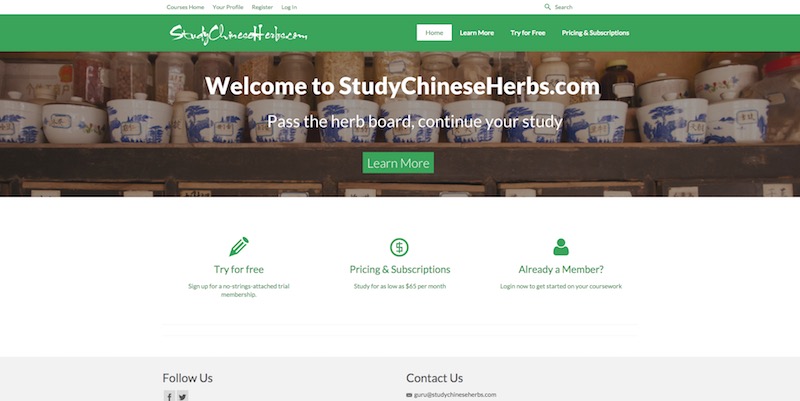 Courses Home Your Profile Register Log In Search
StudyChineseHerbs.com Home Learn More Try for Free Pricing & Subscriptions
Welcome to StudyChineseHerbs.com
Pass the herb board, continue your study
Learn More
Try for free
Sign up for a no-strings-attached trial
membership.
Pricing & Subscriptions
Study for as low as $65 per month
Already a Member?
Login now to get started on your coursework
Follow Us
Contact Us
guru@studychineseherbs.com